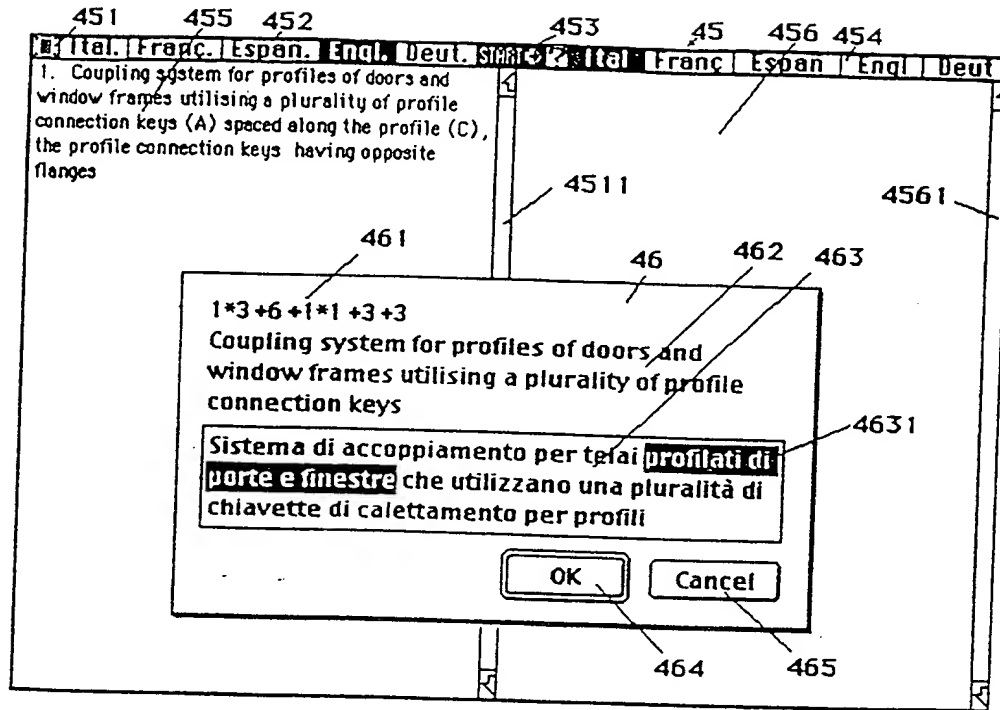 451 455 452 453 45 456 454
Ital. Franç. Españ. Engl. Deut. START ? Ital Franç Españ Engl Deut
1. Coupling system for profiles of doors and
window frames utilising a plurality of profile
connection keys (A) spaced along the profile (C),
the profile connection keys having opposite
flanges
4511
4561
461
46
462
463
1*3 +6 +1*1 +3 +3
Coupling system for profiles of doors and
window frames utilising a plurality of profile
connection keys
4631
Sistema di accoppiamento per telai profilati di
porte e finestre che utilizzano una pluralità di
chiavette di calettamento per profili
OK
Cancel
464
465